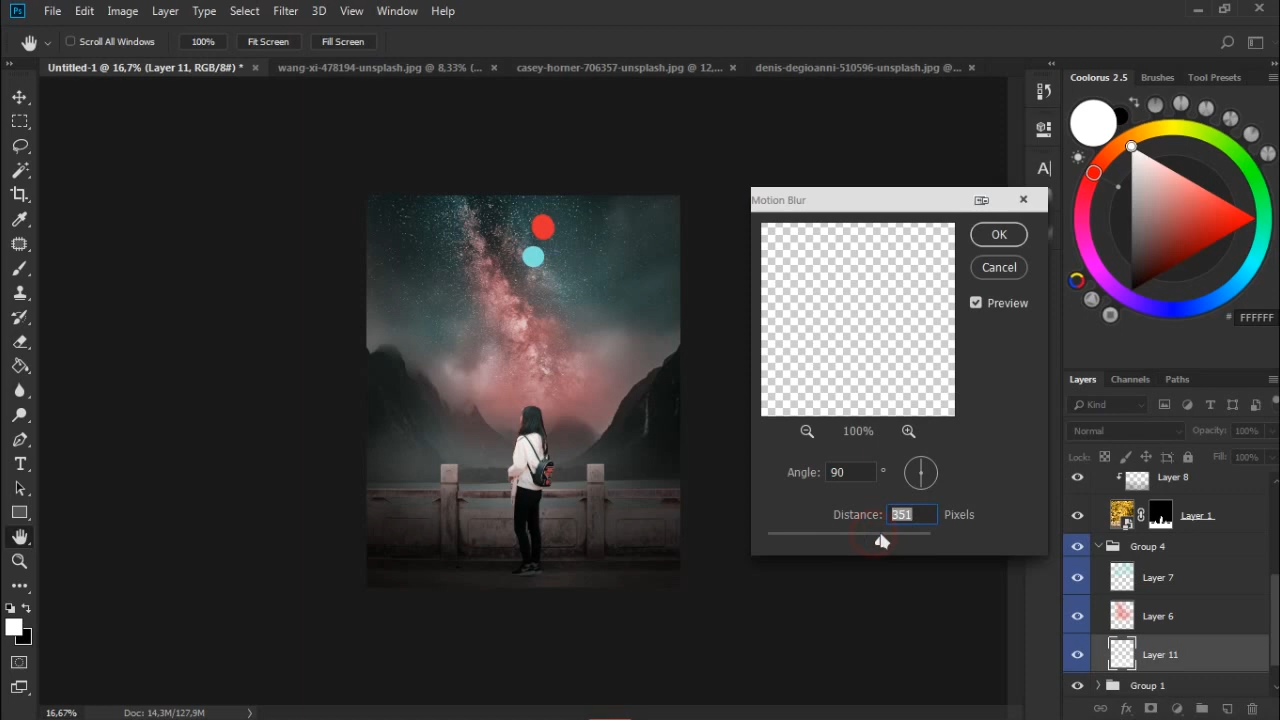 Ps File Edit Image Layer Type Select Filter 3D View Window Help
Scroll All Windows 100% Fit Screen Fill Screen
Untitled-1 @ 16,7% (Layer 11, RGB/8#) * wang-xi-478194-unsplash.jpg @ 8,33% (... casey-horner-706357-unsplash.jpg @ 12,... denis-degioanni-510596-unsplash.jpg @...
Coolorus 2.5 Brushes Tool Presets
# FFFFFF
Motion Blur
OK
Cancel
Preview
100%
Angle: 90 °
Distance: 351 Pixels
Layers Channels Paths
Kind
Normal Opacity: 100%
Lock: Fill: 100%
Layer 8
Layer 1
Group 4
Layer 7
Layer 6
Layer 11
Group 1
16,67% Doc: 14,3M/127,9M